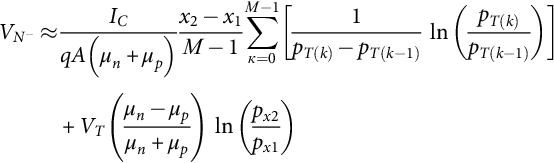 V_{N^-} ≈ \frac{I_C}{qA(μ_n + μ_p)} \frac{x_2 - x_1}{M - 1} \sum_{κ=0}^{M-1} \left[ \frac{1}{p_{T(k)} - p_{T(k-1)}} \ln \left( \frac{p_{T(k)}}{p_{T(k-1)}} \right) \right]
+ V_T \left( \frac{μ_n - μ_p}{μ_n + μ_p} \right) \ln \left( \frac{p_{x2}}{p_{x1}} \right)